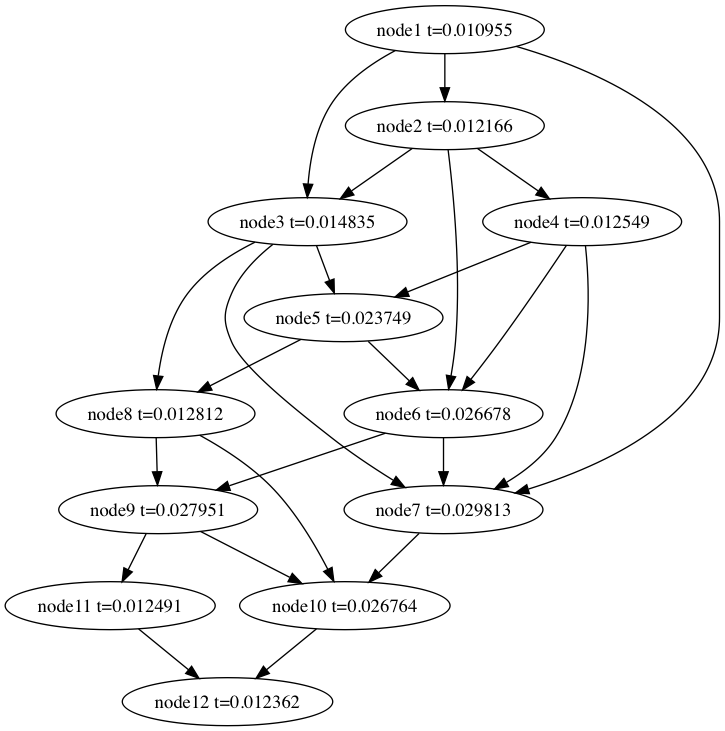 node1 t=0.010955
node2 t=0.012166
node3 t=0.014835
node4 t=0.012549
node5 t=0.023749
node8 t=0.012812
node6 t=0.026678
node9 t=0.027951
node7 t=0.029813
node11 t=0.012491
node10 t=0.026764
node12 t=0.012362